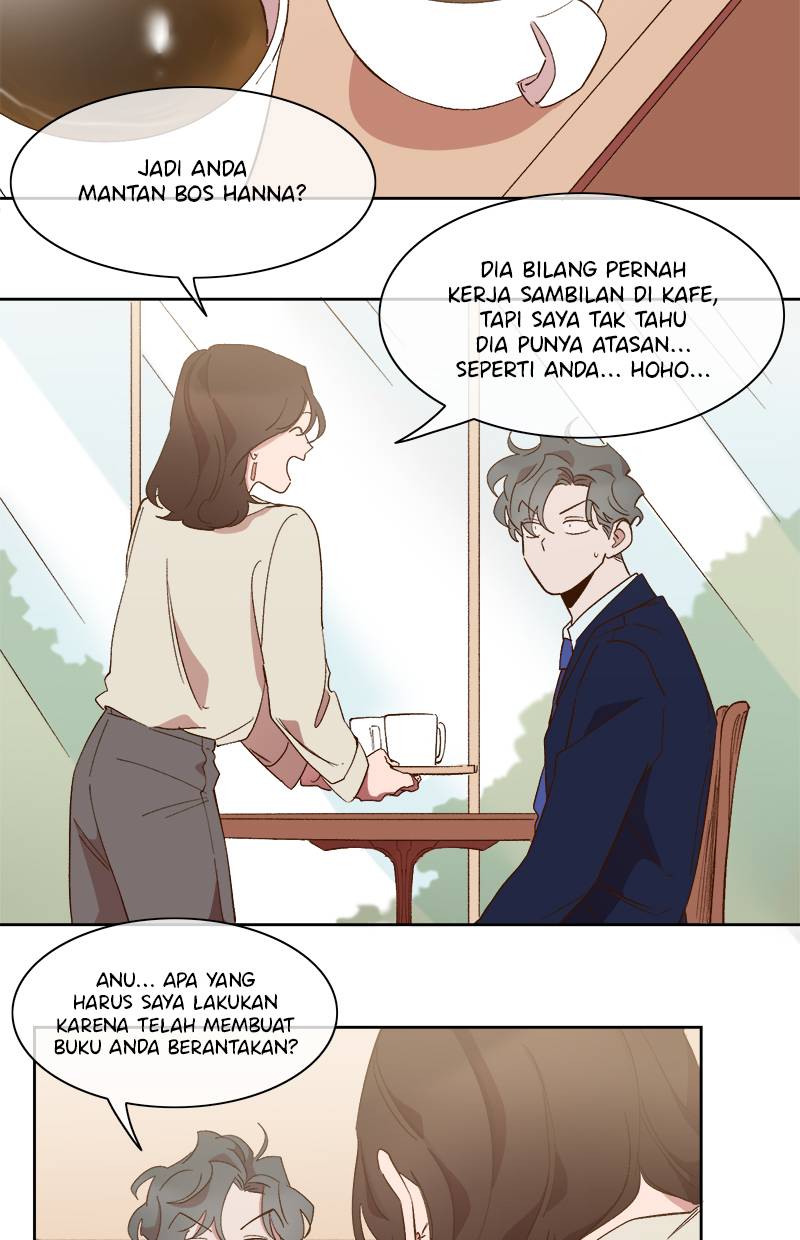 JADI ANDA
MANTAN BOS HANNA?
DIA BILANG PERNAH
KERJA SAMBILAN DI KAFE,
TAPI SAYA TAK TAHU
DIA PUNYA ATASAN...
SEPERTI ANDA... HOHO...
ANU... APA YANG
HARUS SAYA LAKUKAN
KARENA TELAH MEMBUAT
BUKU ANDA BERANTAKAN?